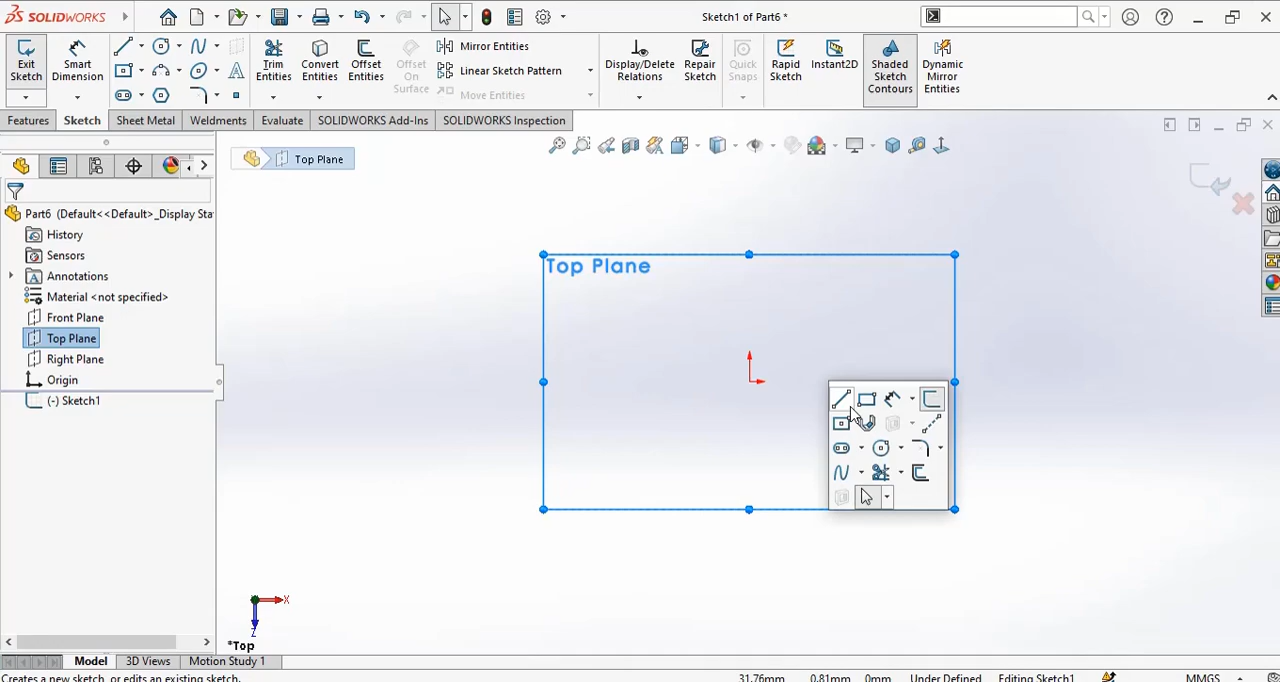 SOLIDWORKS
Sketch1 of Part6 *
Exit Sketch
Smart Dimension
Trim Entities
Convert Entities
Offset Entities
Offset On Surface
Mirror Entities
Linear Sketch Pattern
Move Entities
Display/Delete Relations
Repair Sketch
Quick Snaps
Rapid Sketch
Instant2D
Shaded Sketch Contours
Dynamic Mirror Entities
Features
Sketch
Sheet Metal
Weldments
Evaluate
SOLIDWORKS Add-Ins
SOLIDWORKS Inspection
Top Plane
Part6 (Default<<Default>_Display Sta
History
Sensors
Annotations
Material <not specified>
Front Plane
Top Plane
Right Plane
Origin
(-) Sketch1
Top Plane
X
Z
*Top
Model
3D Views
Motion Study 1
Creates a new sketch, or edits an existing sketch.
31.76mm
0.81mm
0mm
Under Defined
Editing Sketch1
MMGS